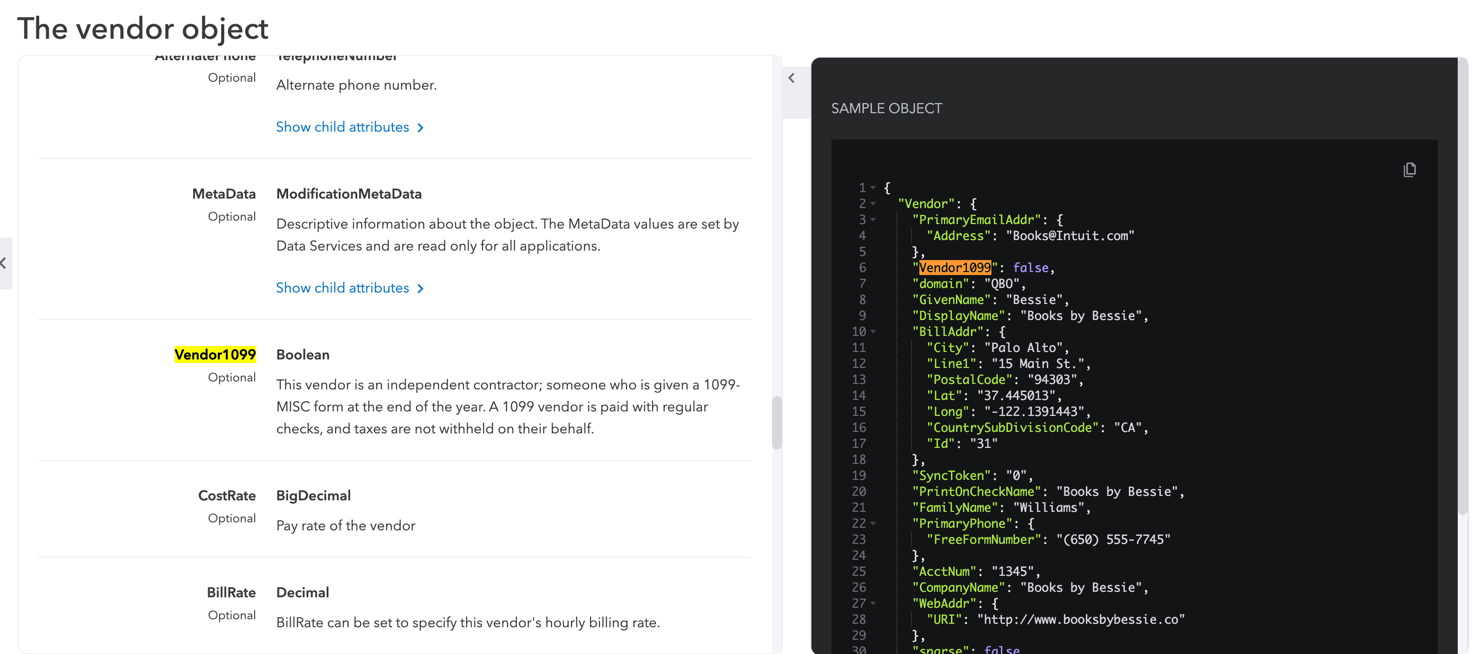 The vendor object
AlternatePhone TelephoneNumber
Optional
Alternate phone number.
Show child attributes
MetaData ModificationMetaData
Optional
Descriptive information about the object. The MetaData values are set by
Data Services and are read only for all applications.
Show child attributes
Vendor1099 Boolean
Optional
This vendor is an independent contractor; someone who is given a 1099-
MISC form at the end of the year. A 1099 vendor is paid with regular
checks, and taxes are not withheld on their behalf.
CostRate BigDecimal
Optional
Pay rate of the vendor
BillRate Decimal
Optional
BillRate can be set to specify this vendor's hourly billing rate.
SAMPLE OBJECT
1 {
2 "Vendor": {
3 "PrimaryEmailAddr": {
4 "Address": "Books@Intuit.com"
5 },
6 "Vendor1099": false,
7 "domain": "QBO",
8 "GivenName": "Bessie",
9 "DisplayName": "Books by Bessie",
10 "BillAddr": {
11 "City": "Palo Alto",
12 "Line1": "15 Main St.",
13 "PostalCode": "94303",
14 "Lat": "37.445013",
15 "Long": "-122.1391443",
16 "CountrySubDivisionCode": "CA",
17 "Id": "31"
18 },
19 "SyncToken": "0",
20 "PrintOnCheckName": "Books by Bessie",
21 "FamilyName": "Williams",
22 "PrimaryPhone": {
23 "FreeFormNumber": "(650) 555-7745"
24 },
25 "AcctNum": "1345",
26 "CompanyName": "Books by Bessie",
27 "WebAddr": {
28 "URI": "http://www.booksbybessie.co"
29 },
30 "sparse": false